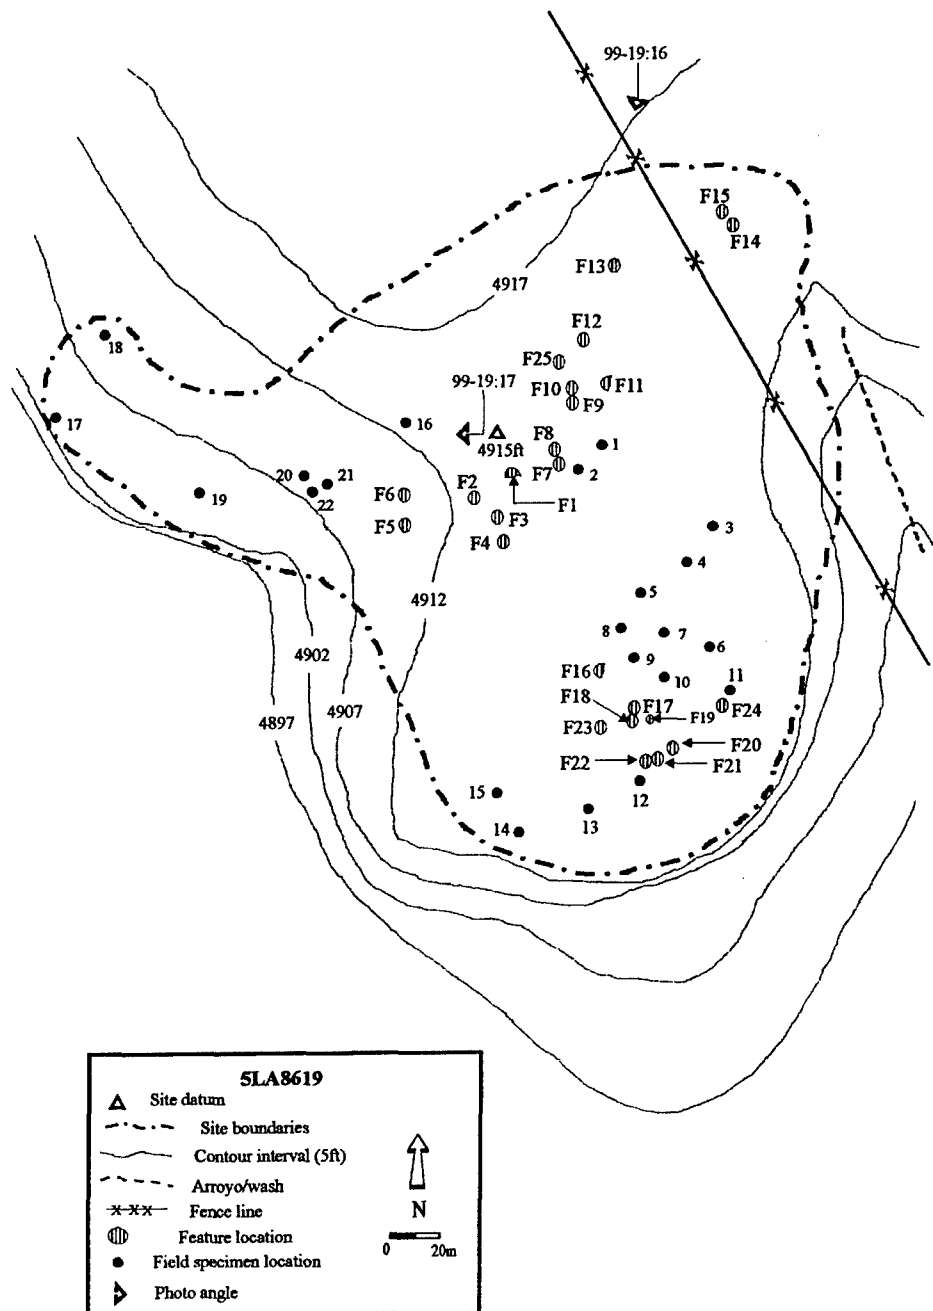 99-19:16
F15
F14
F13
4917
F12
18
F25
99-19:17
F10
F11
F9
17
16
F8
1
4915ft
F7
2
20
21
F6
F2
19
22
F1
F3
F5
F4
3
4
4912
5
8
7
6
4902
9
F16
10
11
F18
4897
4907
F17
F19
F24
F23
F20
F22
F21
15
12
14
13
5LA8619
Site datum
Site boundaries
Contour interval (5ft)
Arroyo/wash
Fence line
N
Feature location
0 20m
Field specimen location
Photo angle